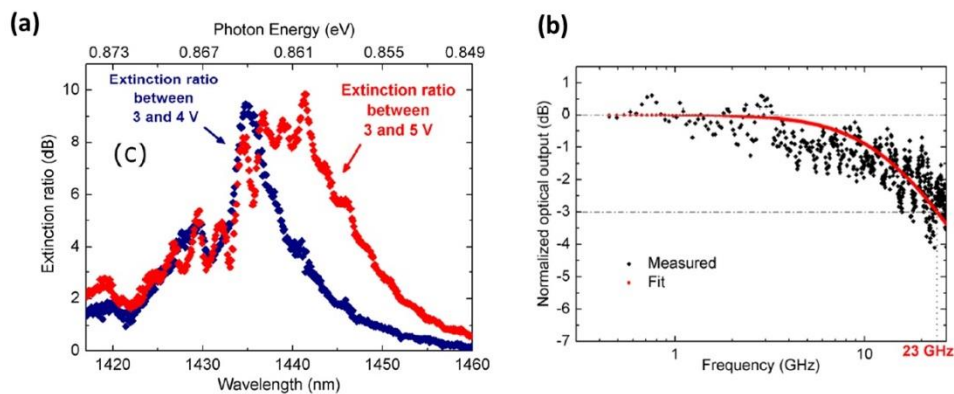 (a)
Photon Energy (eV)
0.873 0.867 0.861 0.855 0.849
Extinction ratio
between
3 and 4 V
Extinction ratio
between
3 and 5 V
(C)
Extinction ratio (dB)
10
8
6
4
2
0
1420 1430 1440 1450 1460
Wavelength (nm)
(b)
Normalized optical output (dB)
1
0
-1
-2
-3
-4
-5
-6
-7
Measured
Fit
1 10
23 GHz
Frequency (GHz)